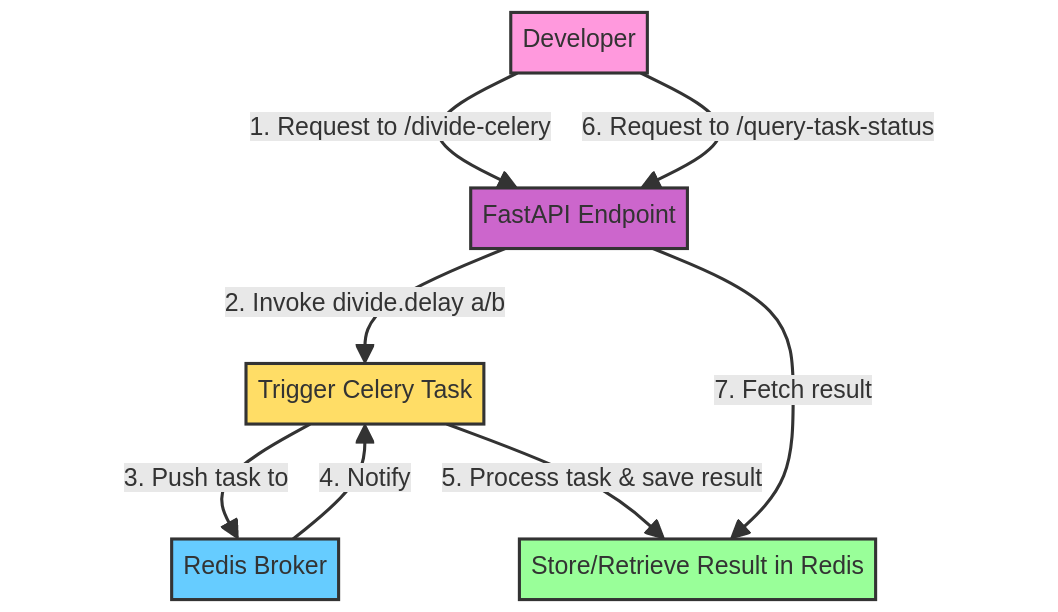 Developer
1. Request to /divide-celery
6. Request to /query-task-status
FastAPI Endpoint
2. Invoke divide.delay a/b
Trigger Celery Task
7. Fetch result
3. Push task to
4. Notify
5. Process task & save result
Redis Broker
Store/Retrieve Result in Redis